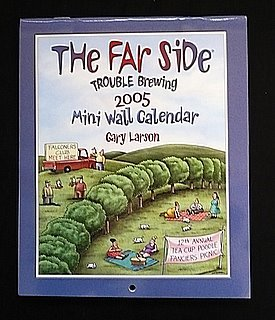 THE FAR SIDE®
TROUBLE Brewing
2005
Mini Wall Calendar
Gary Larson
FALCONERS
CLUB
MEET HERE
12th ANNUAL
TEA CUP POODLE
FANCIERS PICNIC